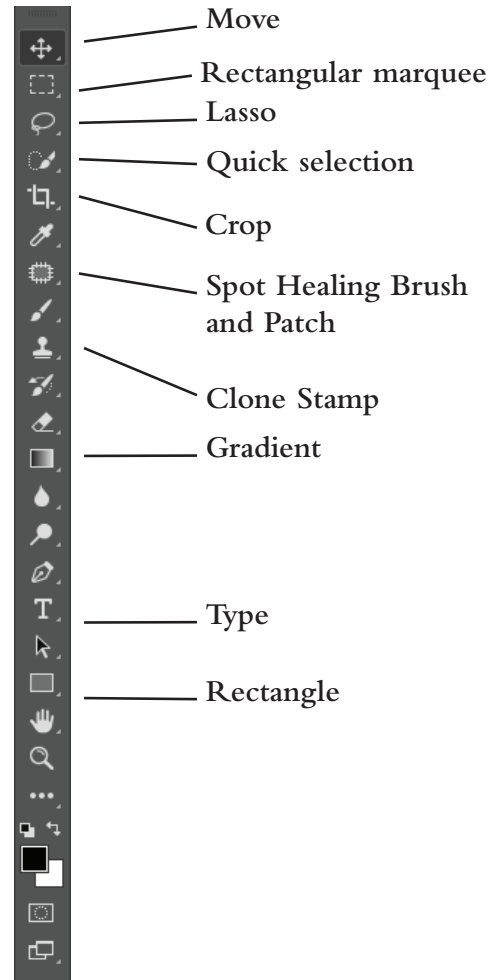 Move
Rectangular marquee
Lasso
Quick selection
Crop
Spot Healing Brush
and Patch
Clone Stamp
Gradient
Type
Rectangle